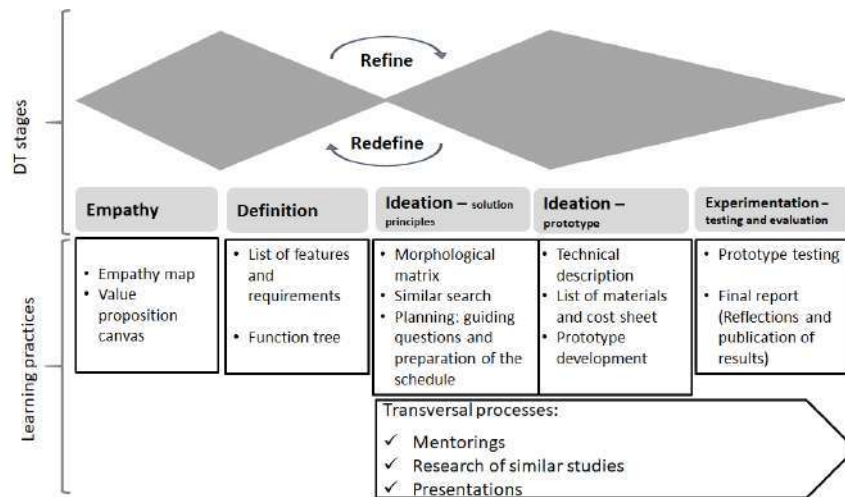 Refine
Redefine
DT stages
Empathy
Definition
Ideation – solution
principles
Ideation –
prototype
Experimentation –
testing and evaluation
Learning practices
• Empathy map
• Value
proposition
canvas
• List of features
and
requirements
• Function tree
• Morphological
matrix
• Similar search
• Planning: guiding
questions and
preparation of the
schedule
• Technical
description
• List of materials
and cost sheet
• Prototype
development
• Prototype testing
• Final report
(Reflections and
publication of
results)
Transversal processes:
✓ Mentorings
✓ Research of similar studies
✓ Presentations